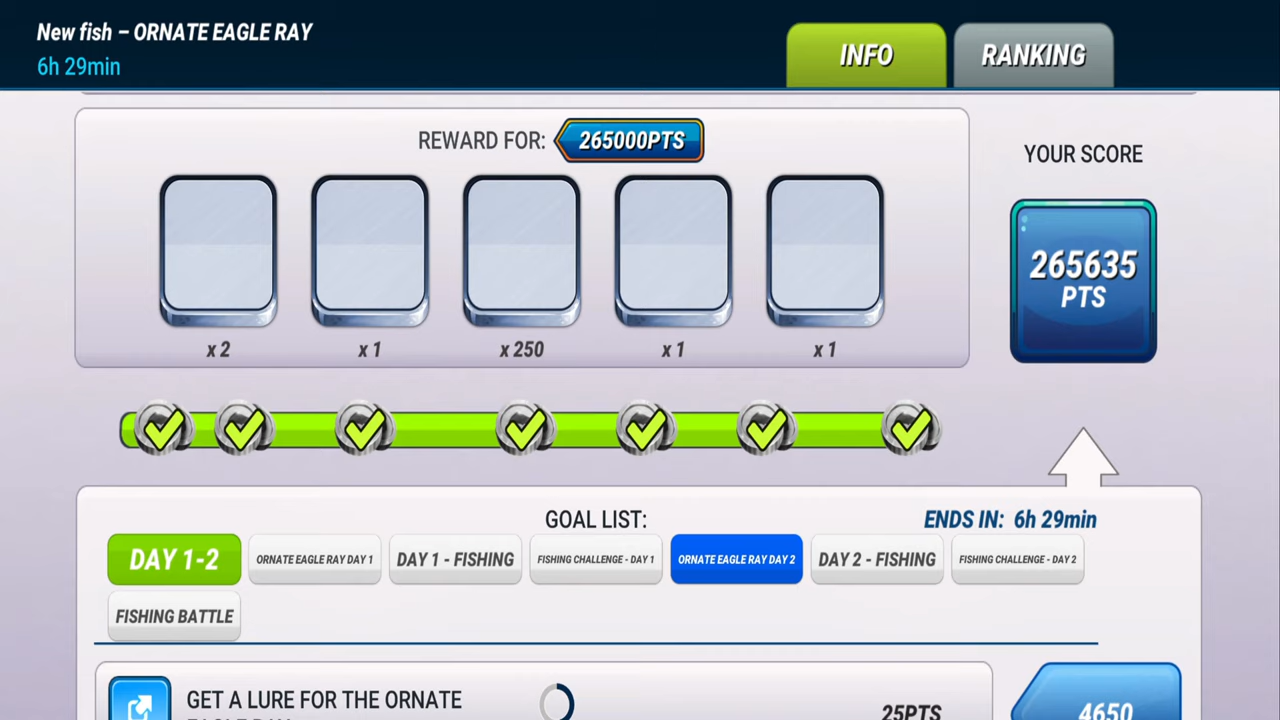 New fish – ORNATE EAGLE RAY
6h 29min
INFO
RANKING
REWARD FOR: 265000PTS
YOUR SCORE
265635
PTS
x 2
x 1
x 250
x 1
x 1
GOAL LIST:
ENDS IN: 6h 29min
DAY 1-2
ORNATE EAGLE RAY DAY 1
DAY 1 - FISHING
FISHING CHALLENGE - DAY 1
ORNATE EAGLE RAY DAY 2
DAY 2 - FISHING
FISHING CHALLENGE - DAY 2
FISHING BATTLE
GET A LURE FOR THE ORNATE
EAGLE RAY
25PTS
4650